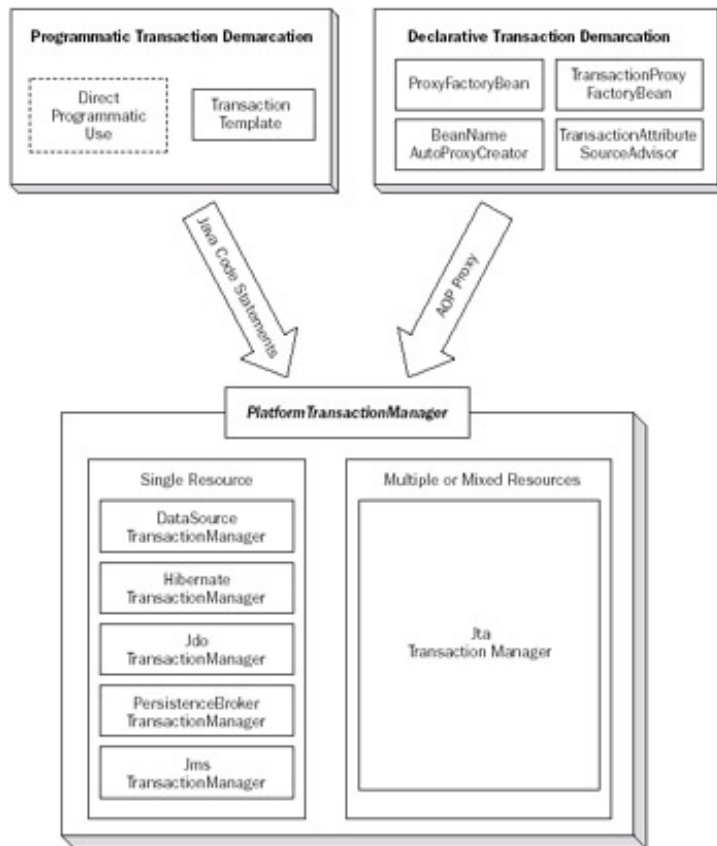 Programmatic Transaction Demarcation
Direct
Programmatic
Use
Transaction
Template
Declarative Transaction Demarcation
ProxyFactoryBean
TransactionProxy
FactoryBean
BeanName
AutoProxyCreator
TransactionAttribute
SourceAdvisor
Java Code Statements
AOP Proxy
PlatformTransactionManager
Single Resource
DataSource
TransactionManager
Hibernate
TransactionManager
Jdo
TransactionManager
PersistenceBroker
TransactionManager
Jms
TransactionManager
Multiple or Mixed Resources
Jta
Transaction Manager